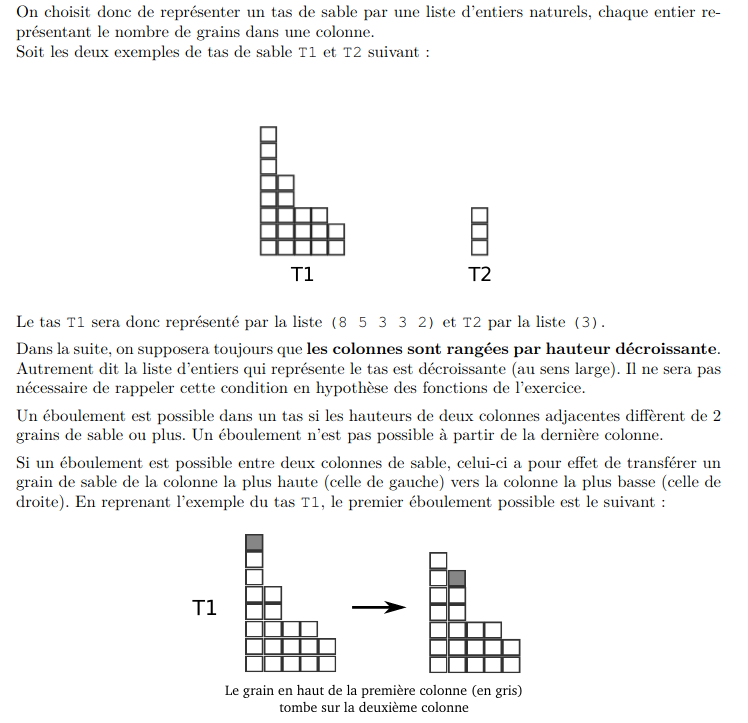 On choisit donc de représenter un tas de sable par une liste d'entiers naturels, chaque entier re-
présentant le nombre de grains dans une colonne.
Soit les deux exemples de tas de sable T1 et T2 suivant :
T1
T2
Le tas T1 sera donc représenté par la liste (8 5 3 3 2) et T2 par la liste (3).
Dans la suite, on supposera toujours que les colonnes sont rangées par hauteur décroissante.
Autrement dit la liste d'entiers qui représente le tas est décroissante (au sens large). Il ne sera pas
nécessaire de rappeler cette condition en hypothèse des fonctions de l'exercice.
Un éboulement est possible dans un tas si les hauteurs de deux colonnes adjacentes diffèrent de 2
grains de sable ou plus. Un éboulement n'est pas possible à partir de la dernière colonne.
Si un éboulement est possible entre deux colonnes de sable, celui-ci a pour effet de transférer un
grain de sable de la colonne la plus haute (celle de gauche) vers la colonne la plus basse (celle de
droite). En reprenant l'exemple du tas T1, le premier éboulement possible est le suivant :
T1
Le grain en haut de la première colonne (en gris)
tombe sur la deuxième colonne